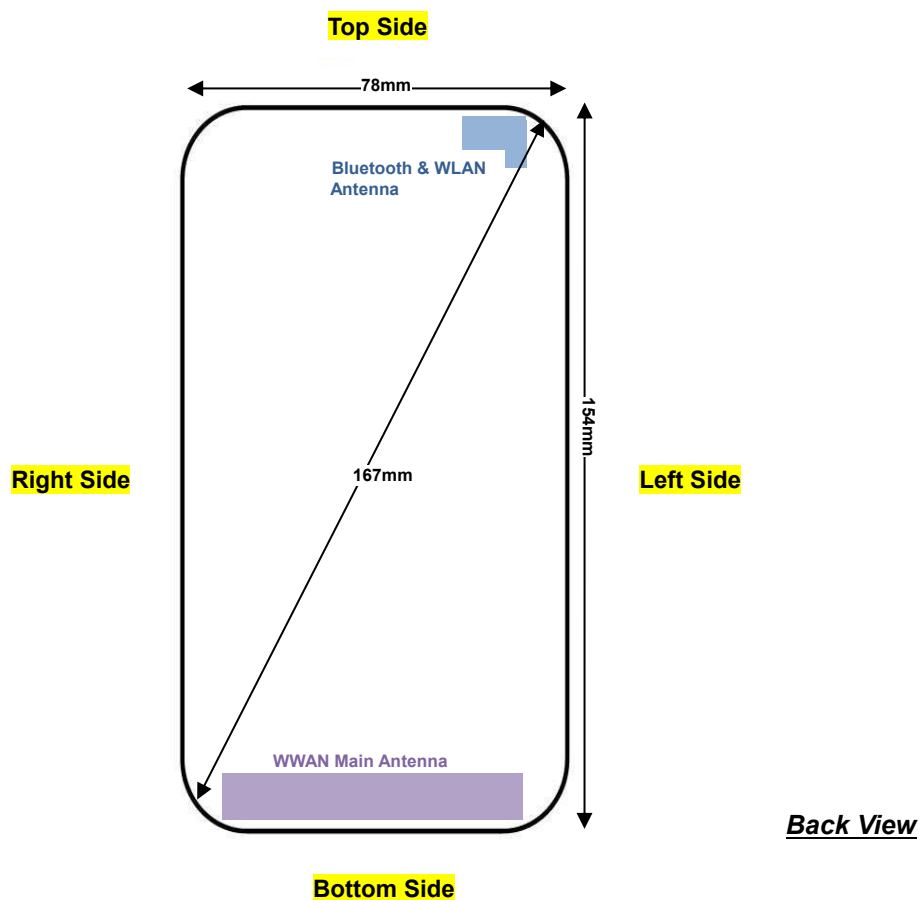 Top Side
78mm
Bluetooth & WLAN
Antenna
154mm
Right Side
167mm
Left Side
WWAN Main Antenna
Back View
Bottom Side